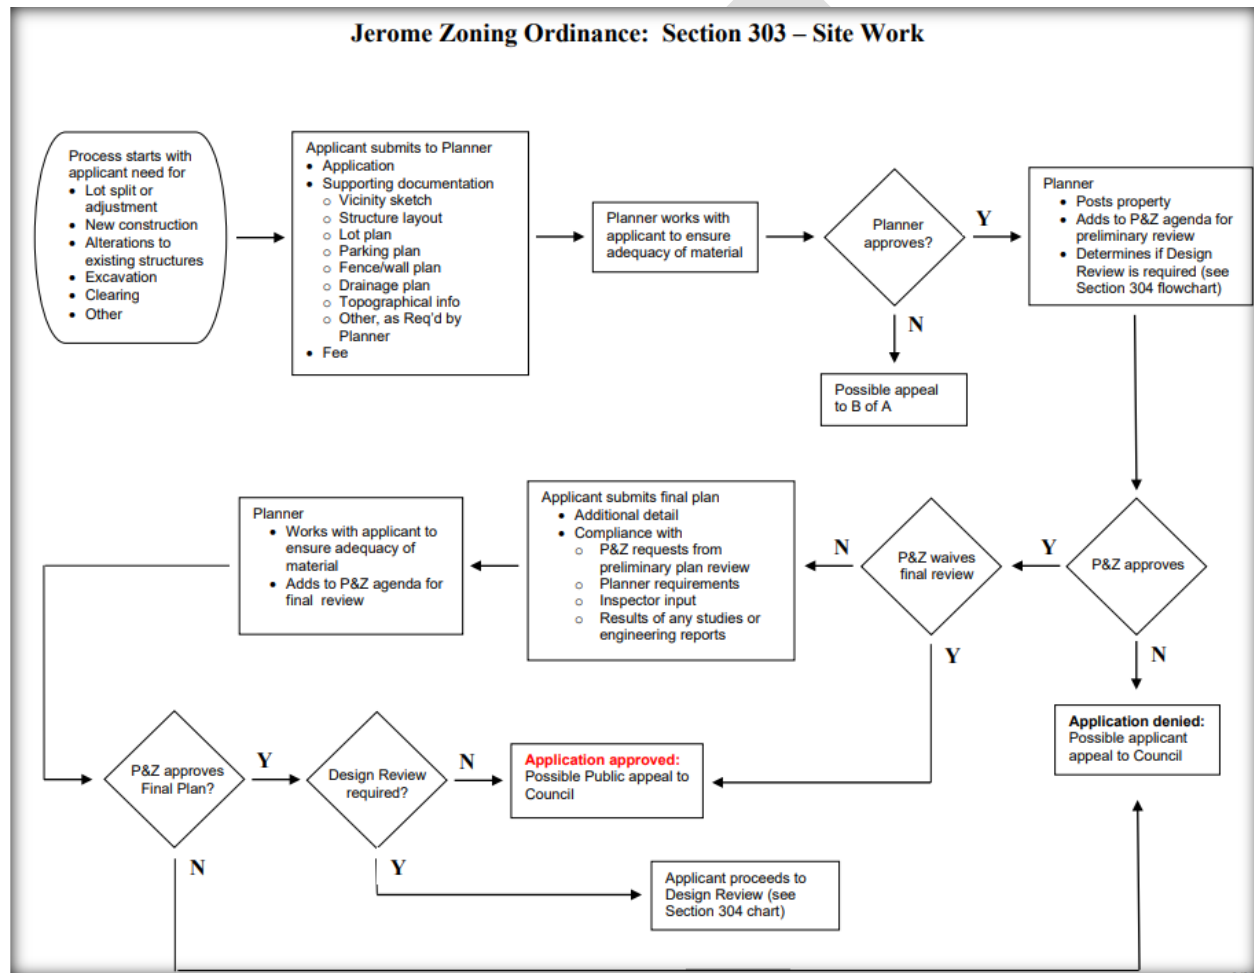 Jerome Zoning Ordinance: Section 303 – Site Work
Process starts with
applicant need for
• Lot split or
adjustment
• New construction
• Alterations to
existing structures
• Excavation
• Clearing
• Other
Applicant submits to Planner
• Application
• Supporting documentation
o Vicinity sketch
o Structure layout
o Lot plan
o Parking plan
o Fence/wall plan
o Drainage plan
o Topographical info
o Other, as Req'd by
Planner
• Fee
Planner works with
applicant to ensure
adequacy of material
Planner
approves?
Y
N
Planner
• Posts property
• Adds to P&Z agenda for
preliminary review
• Determines if Design
Review is required (see
Section 304 flowchart)
Possible appeal
to B of A
P&Z approves
Y
N
P&Z waives
final review
N
Y
Applicant submits final plan
• Additional detail
• Compliance with
o P&Z requests from
preliminary plan review
o Planner requirements
o Inspector input
o Results of any studies or
engineering reports
Planner
• Works with applicant to
ensure adequacy of
material
• Adds to P&Z agenda for
final review
Application denied:
Possible applicant
appeal to Council
P&Z approves
Final Plan?
Y
N
Design Review
required?
N
Y
Application approved:
Possible Public appeal to
Council
Applicant proceeds to
Design Review (see
Section 304 chart)